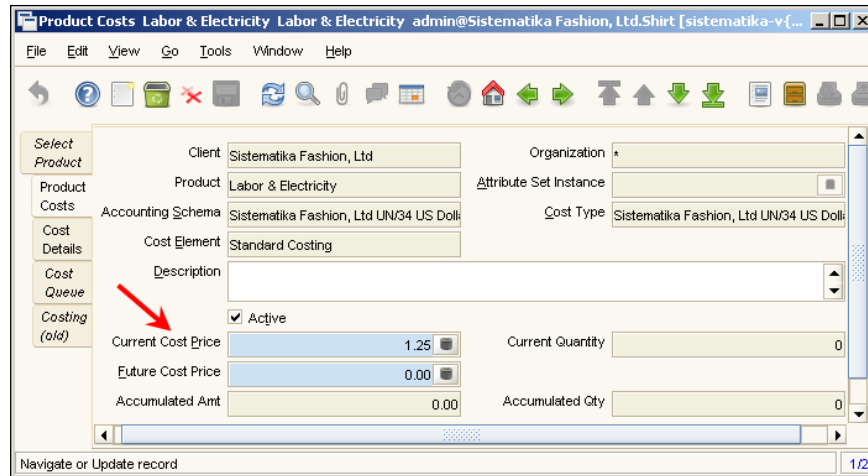 Product Costs Labor & Electricity Labor & Electricity admin@Sistematika Fashion, Ltd.Shirt [sistematika-v{...
File Edit View Go Tools Window Help
Select Product
Product Costs
Cost Details
Cost Queue
Costing (old)
Client Sistematika Fashion, Ltd Organization *
Product Labor & Electricity Attribute Set Instance
Accounting Schema Sistematika Fashion, Ltd UN/34 US Doll Cost Type Sistematika Fashion, Ltd UN/34 US Doll
Cost Element Standard Costing
Description
Active
Current Cost Price 1.25 Current Quantity 0
Future Cost Price 0.00
Accumulated Amt 0.00 Accumulated Qty 0
Navigate or Update record 1/2